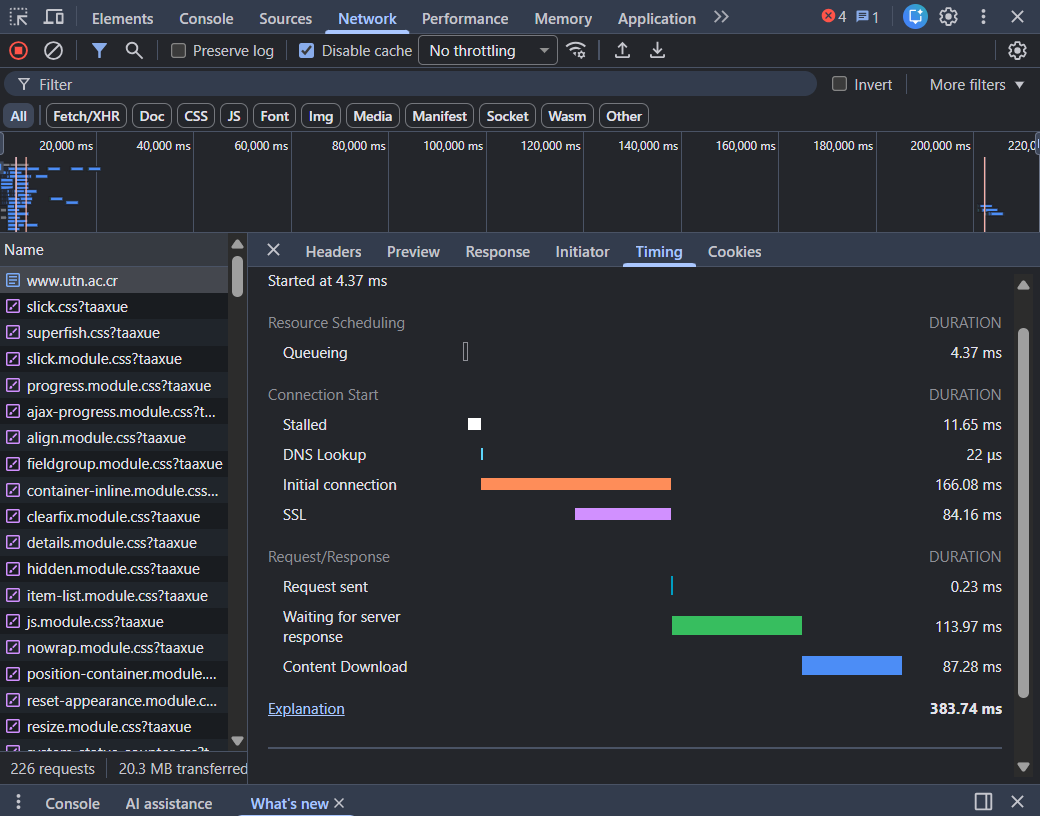 Elements Console Sources Network Performance Memory Application 4 1
Preserve log Disable cache No throttling
Filter Invert More filters
All Fetch/XHR Doc CSS JS Font Img Media Manifest Socket Wasm Other
20,000 ms 40,000 ms 60,000 ms 80,000 ms 100,000 ms 120,000 ms 140,000 ms 160,000 ms 180,000 ms 200,000 ms 220,0
Name
www.utn.ac.cr
slick.css?taaxue
superfish.css?taaxue
slick.module.css?taaxue
progress.module.css?taaxue
ajax-progress.module.css?t...
align.module.css?taaxue
fieldgroup.module.css?taaxue
container-inline.module.css...
clearfix.module.css?taaxue
details.module.css?taaxue
hidden.module.css?taaxue
item-list.module.css?taaxue
js.module.css?taaxue
nowrap.module.css?taaxue
position-container.module....
reset-appearance.module.c...
resize.module.css?taaxue
226 requests 20.3 MB transferred
Headers Preview Response Initiator Timing Cookies
Started at 4.37 ms
Resource Scheduling DURATION
Queueing 4.37 ms
Connection Start DURATION
Stalled 11.65 ms
DNS Lookup 22 µs
Initial connection 166.08 ms
SSL 84.16 ms
Request/Response DURATION
Request sent 0.23 ms
Waiting for server
response 113.97 ms
Content Download 87.28 ms
Explanation 383.74 ms
Console AI assistance What's new